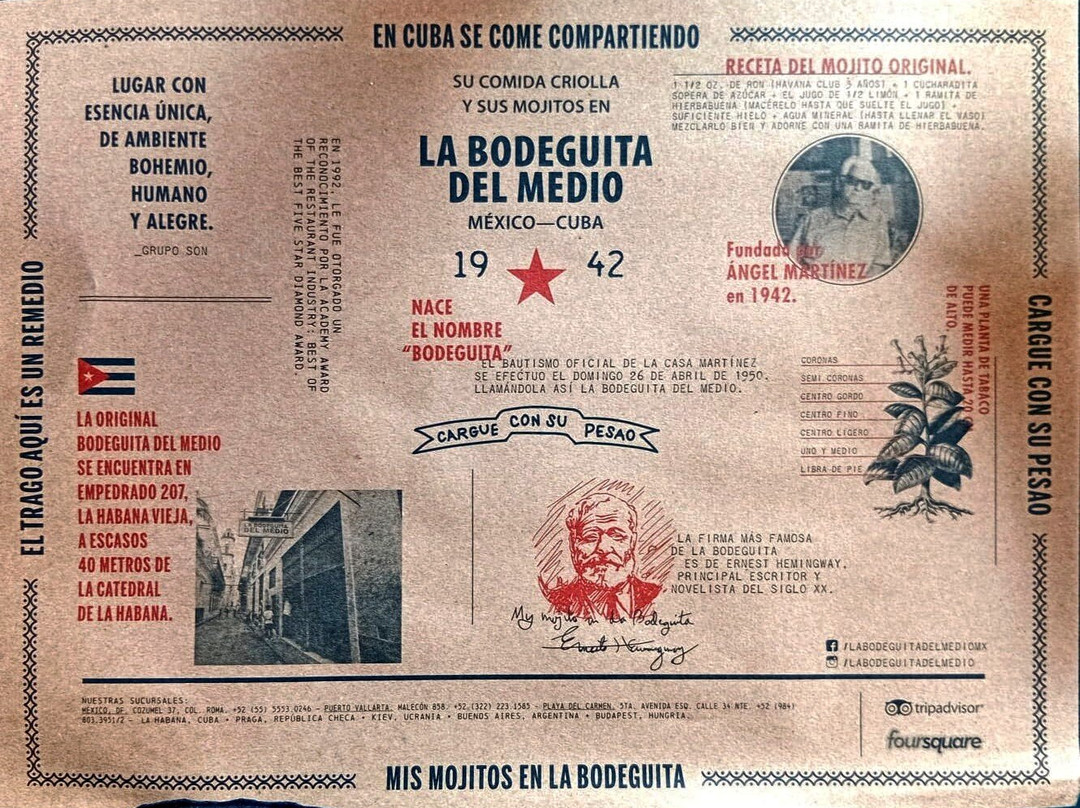 EN CUBA SE COME COMPARTIENDO
LUGAR CON
ESENCIA ÚNICA,
DE AMBIENTE
BOHEMIO,
HUMANO
Y ALEGRE.
_GRUPO SON
EN 1992, LE FUE OTORGADO UN
RECONOCIMIENTO POR LA ACADEMY AWARD
OF THE RESTAURANT INDUSTRY: BEST OF
THE BEST FIVE STAR DIAMOND AWARD.
SU COMIDA CRIOLLA
Y SUS MOJITOS EN
LA BODEGUITA
DEL MEDIO
MÉXICO—CUBA
19 42
NACE
EL NOMBRE
“BODEGUITA”
EL BAUTISMO OFICIAL DE LA CASA MARTÍNEZ
SE EFECTUO EL DOMINGO 26 DE ABRIL DE 1950.
LLAMÁNDOLA ASÍ LA BODEGUITA DEL MEDIO.
CARGUE CON SU PESAO
RECETA DEL MOJITO ORIGINAL.
1 1/2 OZ. DE RON (HAVANA CLUB 3 AÑOS) + 1 CUCHARADITA
SOPERA DE AZÚCAR + EL JUGO DE 1/2 LIMÓN + 1 RAMITA DE
HIERBABUENA (MACÉRELO HASTA QUE SUELTE EL JUGO) +
SUFICIENTE HIELO + AGUA MINERAL (HASTA LLENAR EL VASO)
MEZCLARLO BIEN Y ADORNE CON UNA RAMITA DE HIERBABUENA.
Fundada por
ÁNGEL MARTÍNEZ
en 1942.
UNA PLANTA DE TABACO
PUEDE MEDIR HASTA 20
DE ALTO.
CORONAS
SEMI CORONAS
CENTRO GORDO
CENTRO FINO
CENTRO LIGERO
UNO Y MEDIO
LIBRA DE PIE
EL TRAGO AQUÍ ES UN REMEDIO
CARGUE CON SU PESAO
LA ORIGINAL
BODEGUITA DEL MEDIO
SE ENCUENTRA EN
EMPEDRADO 207,
LA HABANA VIEJA,
A ESCASOS
40 METROS DE
LA CATEDRAL
DE LA HABANA.
LA BODEGUITA
DEL MEDIO
LA FIRMA MÁS FAMOSA
DE LA BODEGUITA
ES DE ERNEST HEMINGWAY.
PRINCIPAL ESCRITOR Y
NOVELISTA DEL SIGLO XX.
My mojito in La Bodeguita
Ernest Hemingway
/LABODEGUITADELMEDIOMX
/LABODEGUITADELMEDIO
NUESTRAS SUCURSALES:
MÉXICO, DF. COZUMEL 37, COL. ROMA. +52 (55) 5553.0246 - PUERTO VALLARTA. MALECÓN 858. +52.(322) 223.1585 - PLAYA DEL CARMEN. 5TA. AVENIDA ESQ. CALLE 34 NTE. +52 (984)
803.3951/2 - LA HABANA, CUBA • PRAGA, REPÚBLICA CHECA • KIEV, UCRANIA • BUENOS AIRES, ARGENTINA • BUDAPEST, HUNGRÍA.
tripadvisor
foursquare
MIS MOJITOS EN LA BODEGUITA